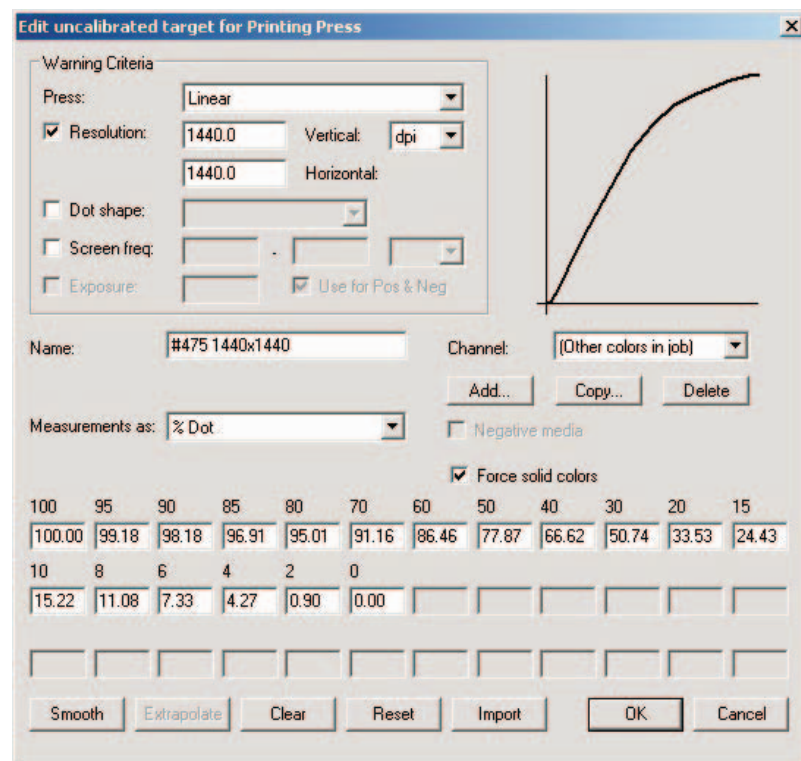 Edit uncalibrated target for Printing Press
Warning Criteria
Press: Linear
Resolution: 1440.0 Vertical: dpi
1440.0 Horizontal:
Dot shape:
Screen freq: -
Exposure: Use for Pos & Neg
Name: #475 1440x1440 Channel: (Other colors in job)
Add... Copy... Delete
Measurements as: % Dot Negative media
Force solid colors
100 95 90 85 80 70 60 50 40 30 20 15
100.00 99.18 98.18 96.91 95.01 91.16 86.46 77.87 66.62 50.74 33.53 24.43
10 8 6 4 2 0
15.22 11.08 7.33 4.27 0.90 0.00
Smooth Extrapolate Clear Reset Import OK Cancel